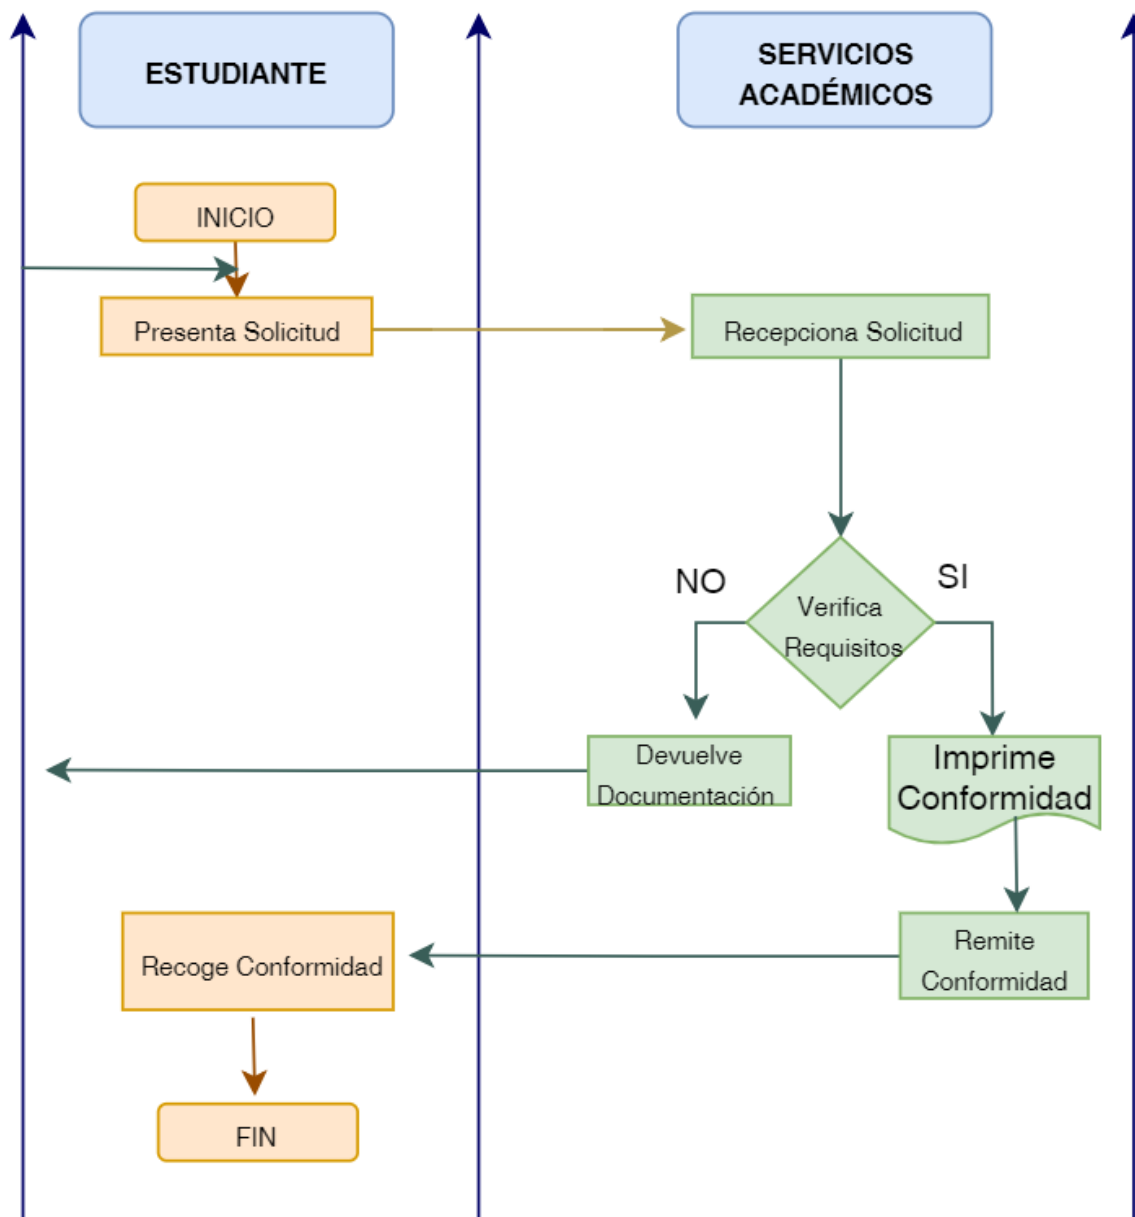 ESTUDIANTE
SERVICIOS
ACADÉMICOS
INICIO
Presenta Solicitud
Recepciona Solicitud
NO
SI
Verifica
Requisitos
Devuelve
Documentación
Imprime
Conformidad
Recoge Conformidad
Remite
Conformidad
FIN